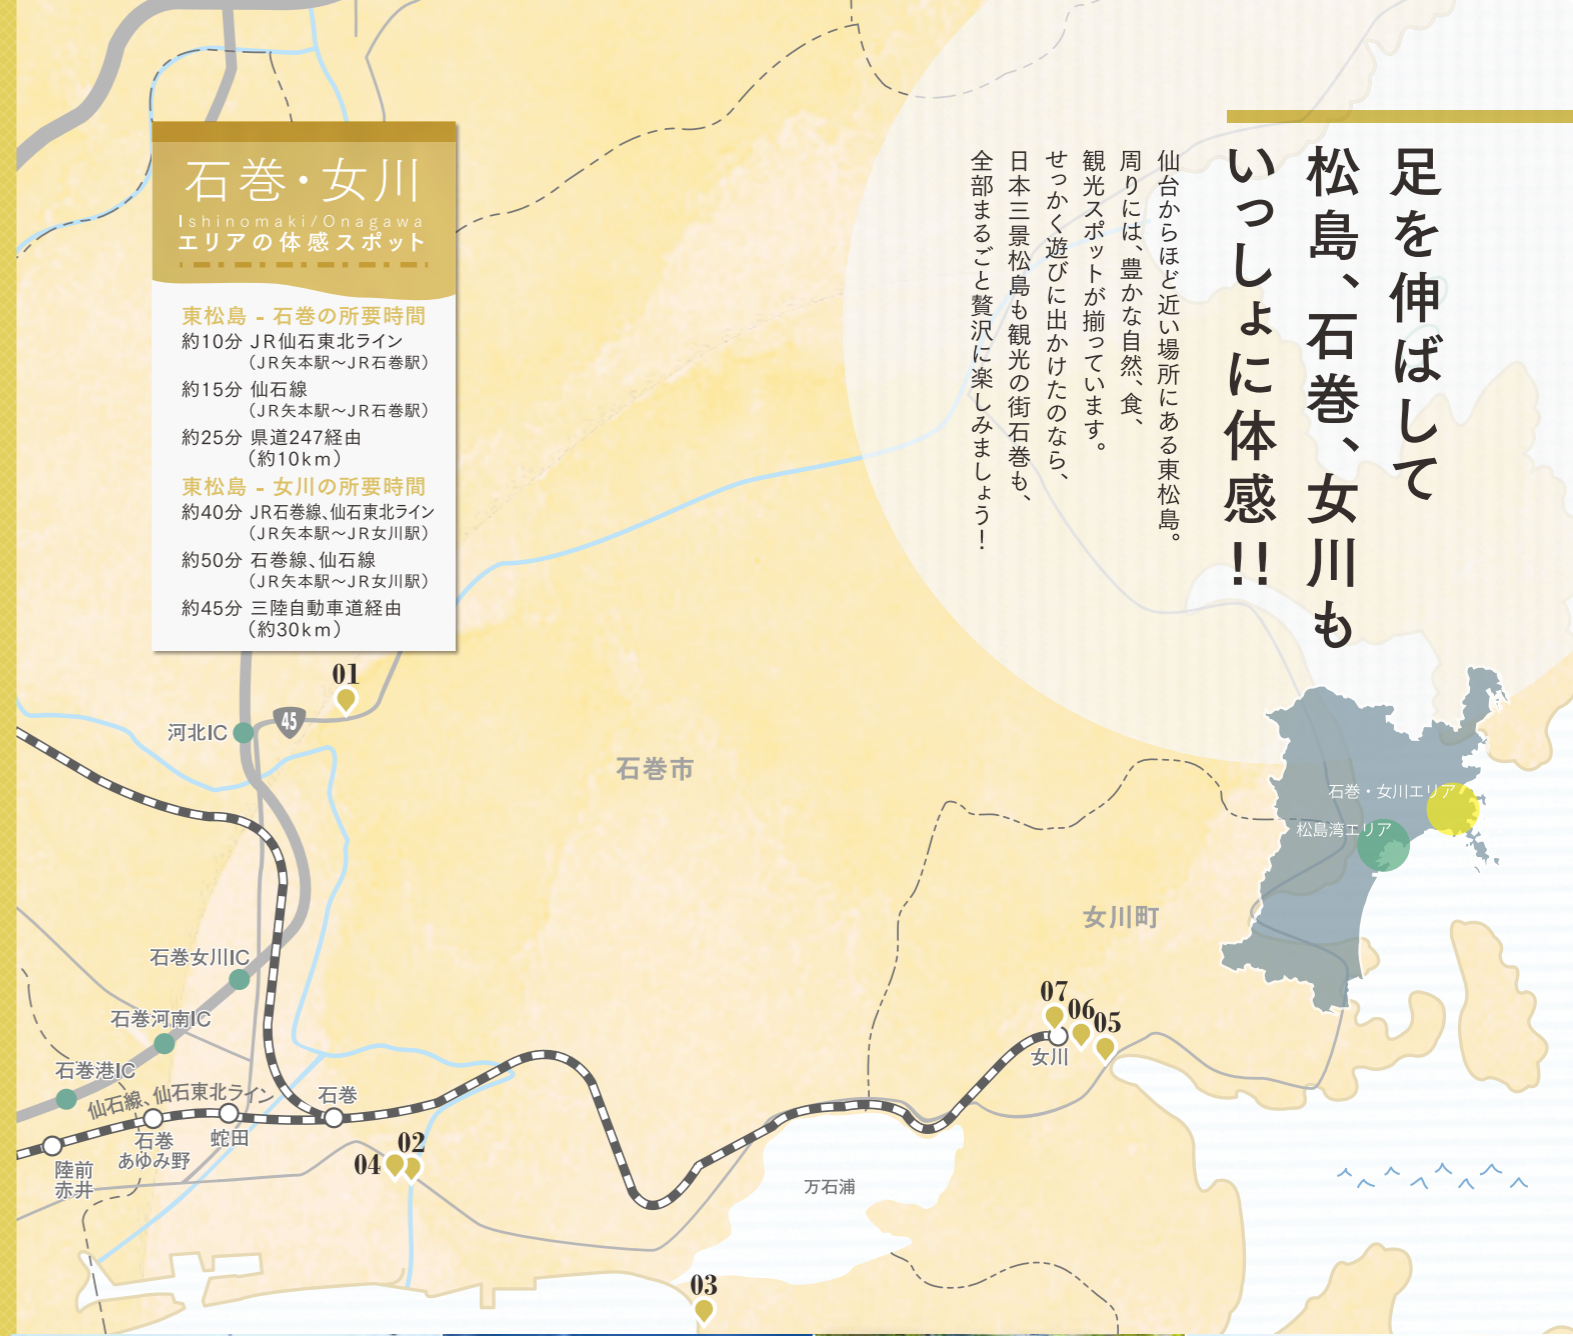 足を伸ばして
松島、石巻、女川も
いっしょに体感!!
仙台からほど近い場所にある東松島。
周りには、豊かな自然、食、
観光スポットが揃っています。
せっかく遊びに出かけたのなら、
日本三景松島も観光の街石巻も、
全部まるごと贅沢に楽しみましょう！
石巻・女川
Ishinomaki/Onagawa
エリアの体感スポット
東松島 - 石巻の所要時間
約10分 JR仙石東北ライン
（JR矢本駅〜JR石巻駅）
約15分 仙石線
（JR矢本駅〜JR石巻駅）
約25分 県道247経由
（約10km）
東松島 - 女川の所要時間
約40分 JR石巻線、仙石東北ライン
（JR矢本駅〜JR女川駅）
約50分 石巻線、仙石線
（JR矢本駅〜JR女川駅）
約45分 三陸自動車道経由
（約30km）
01
45
河北IC
石巻市
石巻・女川エリア
松島湾エリア
女川町
石巻女川IC
07
06
05
女川
石巻河南IC
石巻港IC
仙石線、仙石東北ライン
石巻
石巻
あゆみ野
蛇田
陸前
赤井
02
04
万石浦
03